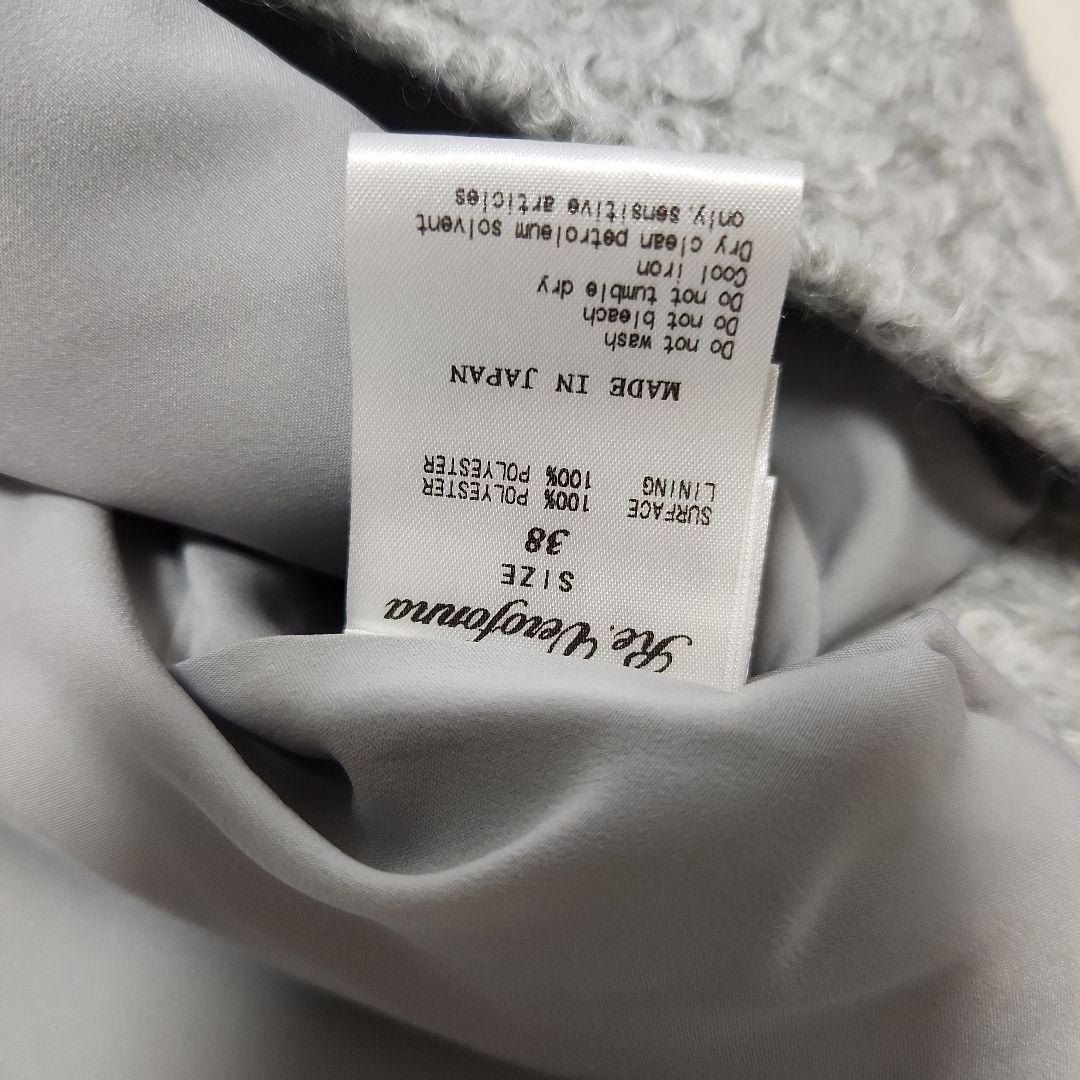 Re.Verofonna
SIZE
38
SURFACE 100% POLYESTER
LINING 100% POLYESTER
MADE IN JAPAN
Do not wash
Do not bleach
Do not tumble dry
Cool iron
Dry clean petroleum solvent
only, sensitive articles